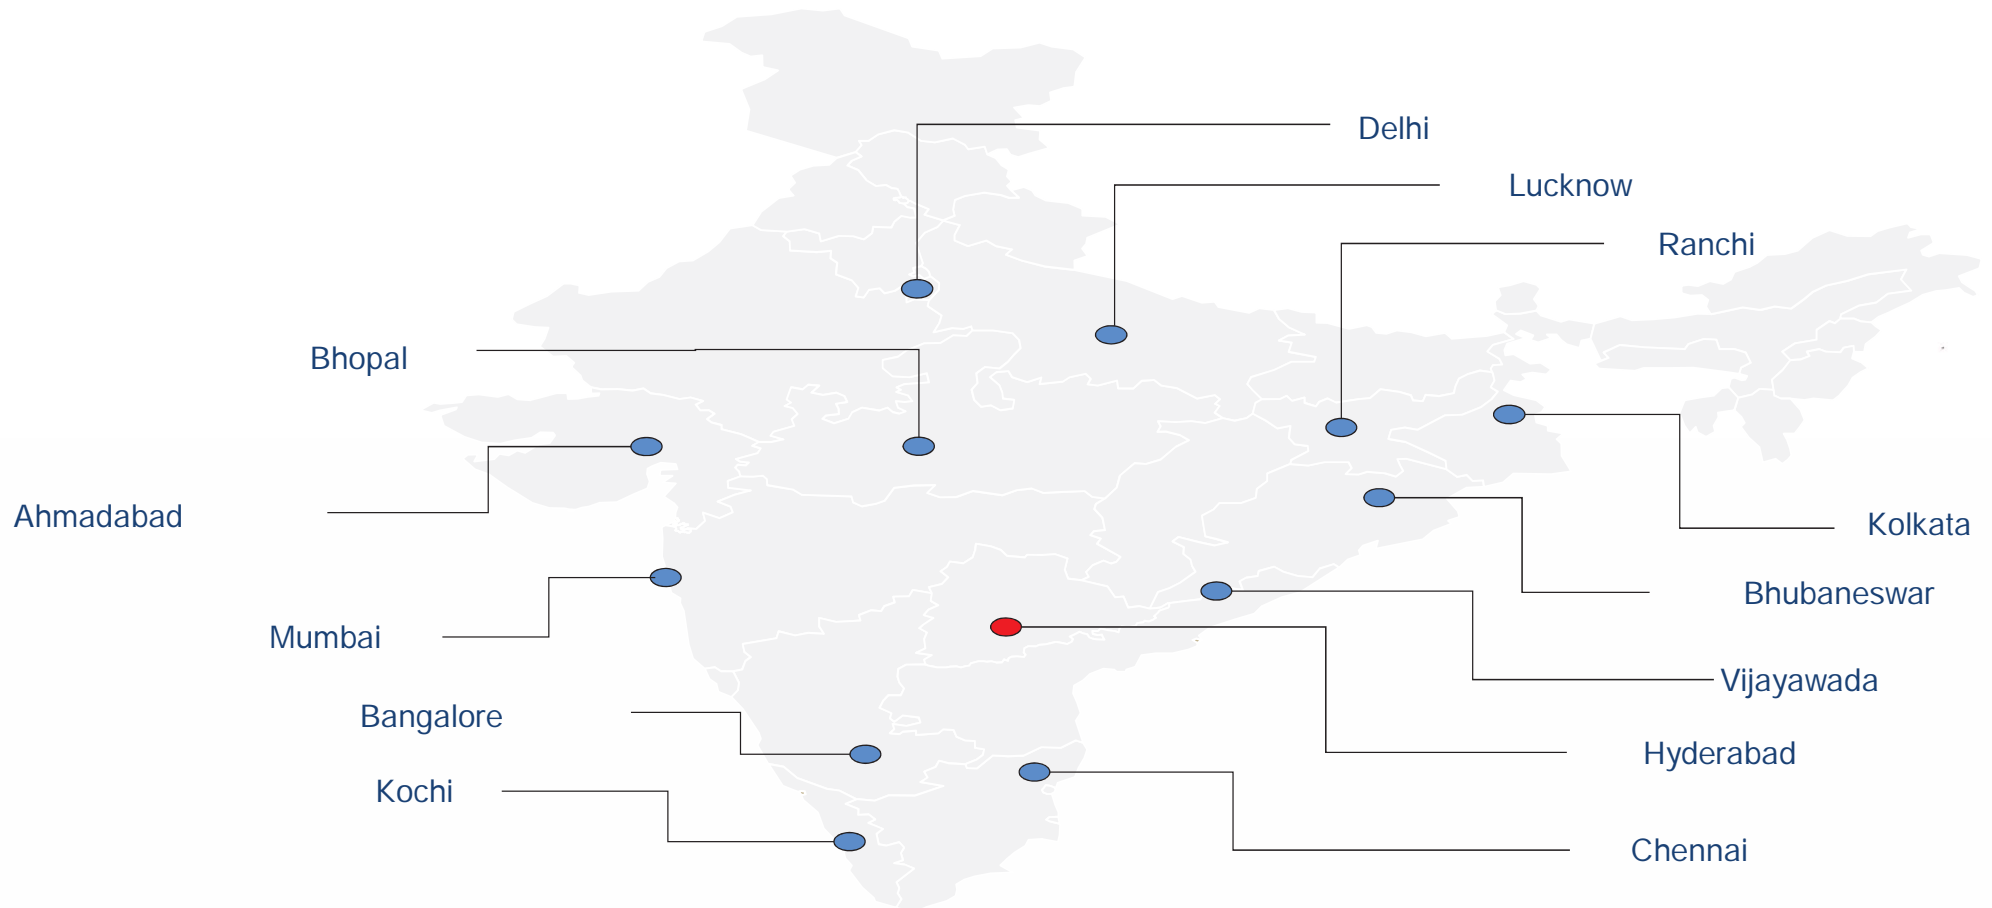 Delhi
Lucknow
Ranchi
Bhopal
Ahmadabad
Kolkata
Bhubaneswar
Mumbai
Vijayawada
Bangalore
Hyderabad
Kochi
Chennai